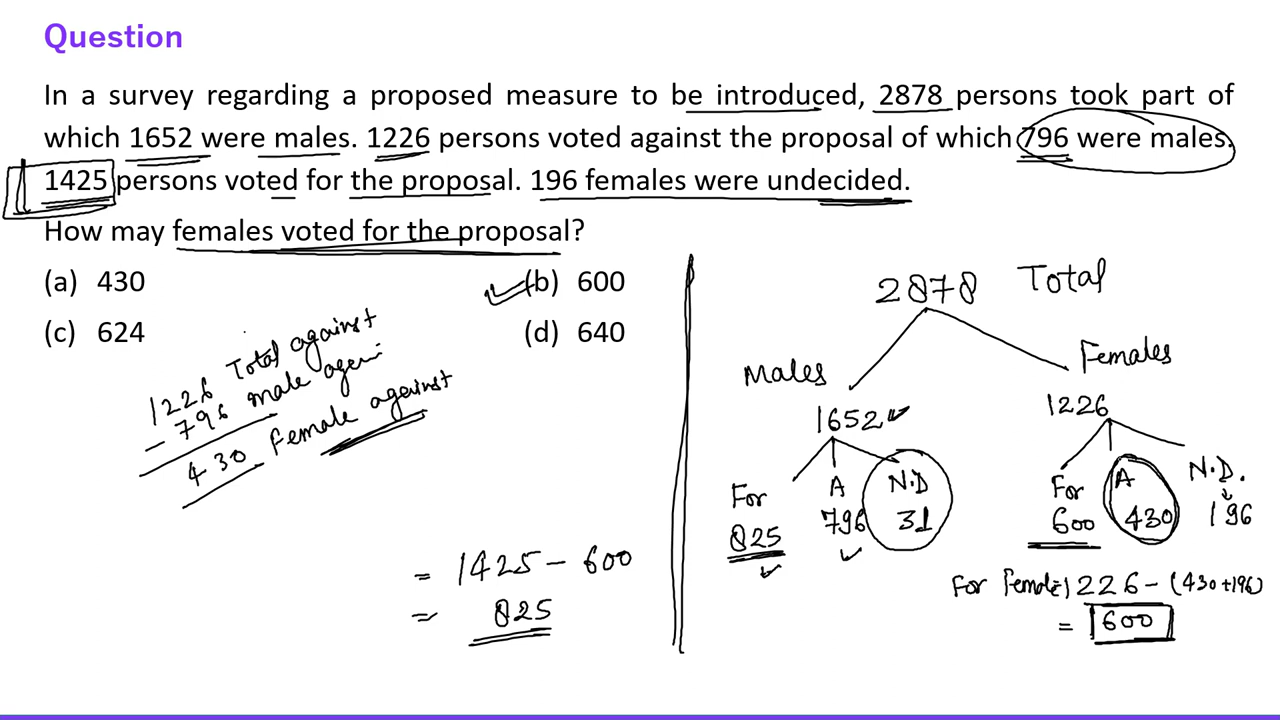 Question
In a survey regarding a proposed measure to be introduced, 2878 persons took part of
which 1652 were males. 1226 persons voted against the proposal of which 796 were males.
1425 persons voted for the proposal. 196 females were undecided.
How may females voted for the proposal?
(a) 430
(b) 600
(c) 624
(d) 640
1226 Total against
- 796 male agai
430 female against
= 1425 - 600
= 825
2878 Total
Males
Females
1652
1226
For A N.D
825 796 31
For A N.D.
600 430 196
For Female = 1226 - (430+196)
= 600